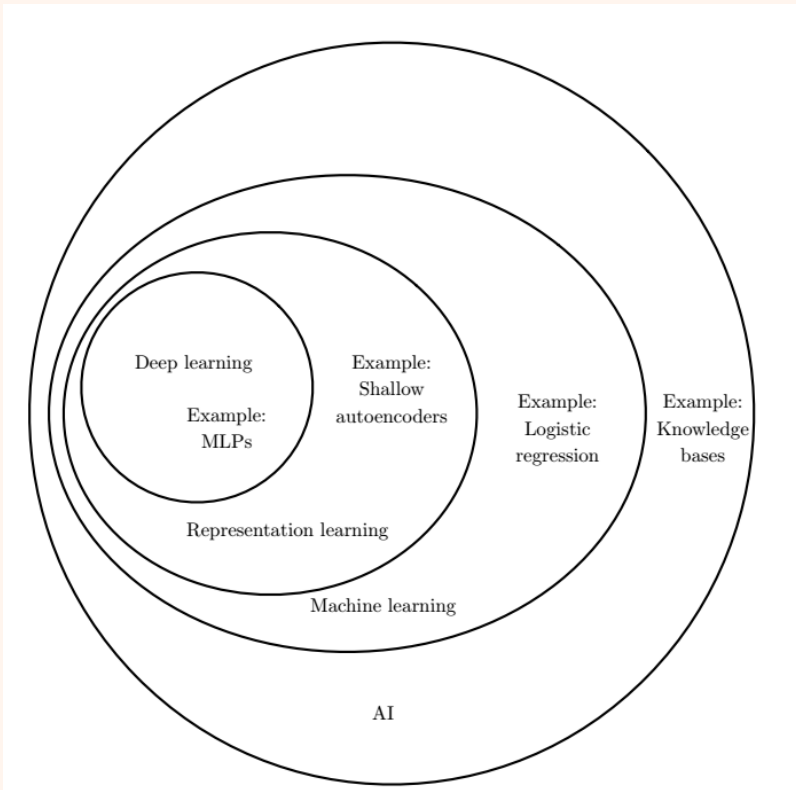 Deep learning
Example:
MLPs
Example:
Shallow
autoencoders
Example:
Logistic
regression
Example:
Knowledge
bases
Representation learning
Machine learning
AI